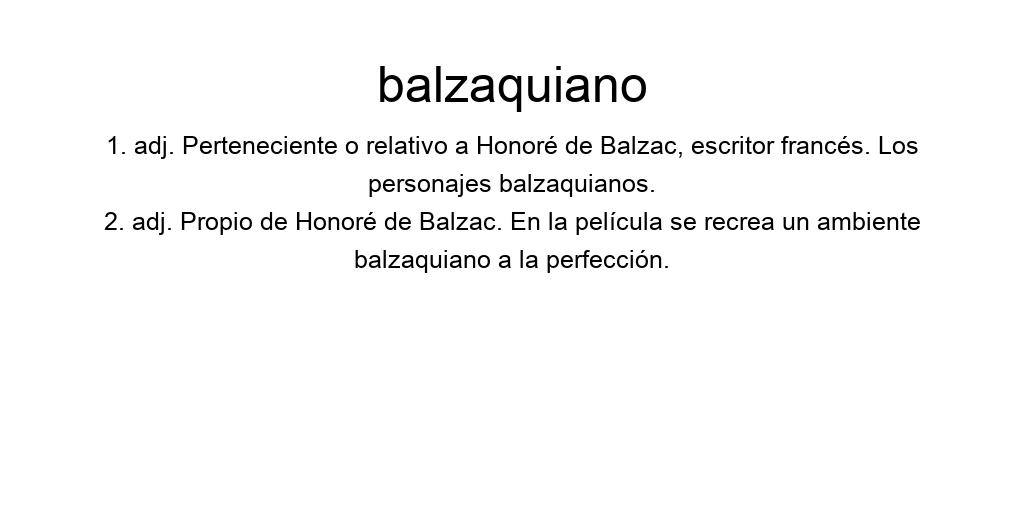 balzaquiano
1. adj. Perteneciente o relativo a Honoré de Balzac, escritor francés. Los
personajes balzaquianos.
2. adj. Propio de Honoré de Balzac. En la película se recrea un ambiente
balzaquiano a la perfección.